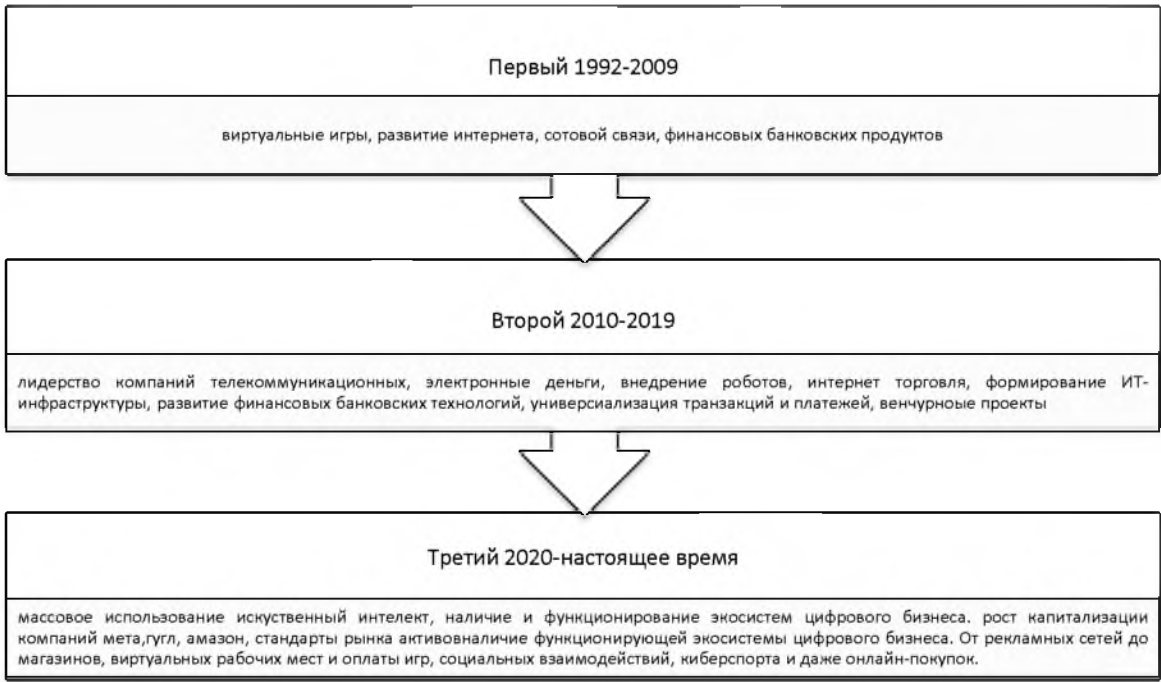 Первый 1992-2009
виртуальные игры, развитие интернета, сотовой связи, финансовых банковских продуктов
Второй 2010-2019
лидерство компаний телекоммуникационных, электронные деньги, внедрение роботов, интернет торговля, формирование ИТ-
инфраструктуры, развитие финансовых банковских технологий, универсиализация транзакций и платежей, венчурноые проекты
Третий 2020-настоящее время
массовое использование искуственный интелект, наличие и функционирование экосистем цифрового бизнеса. рост капитализации
компаний мета,гугл, амазон, стандарты рынка активовналичие функционирующей экосистемы цифрового бизнеса. От рекламных сетей до
магазинов, виртуальных рабочих мест и оплаты игр, социальных взаимодействий, киберспорта и даже онлайн-покупок.